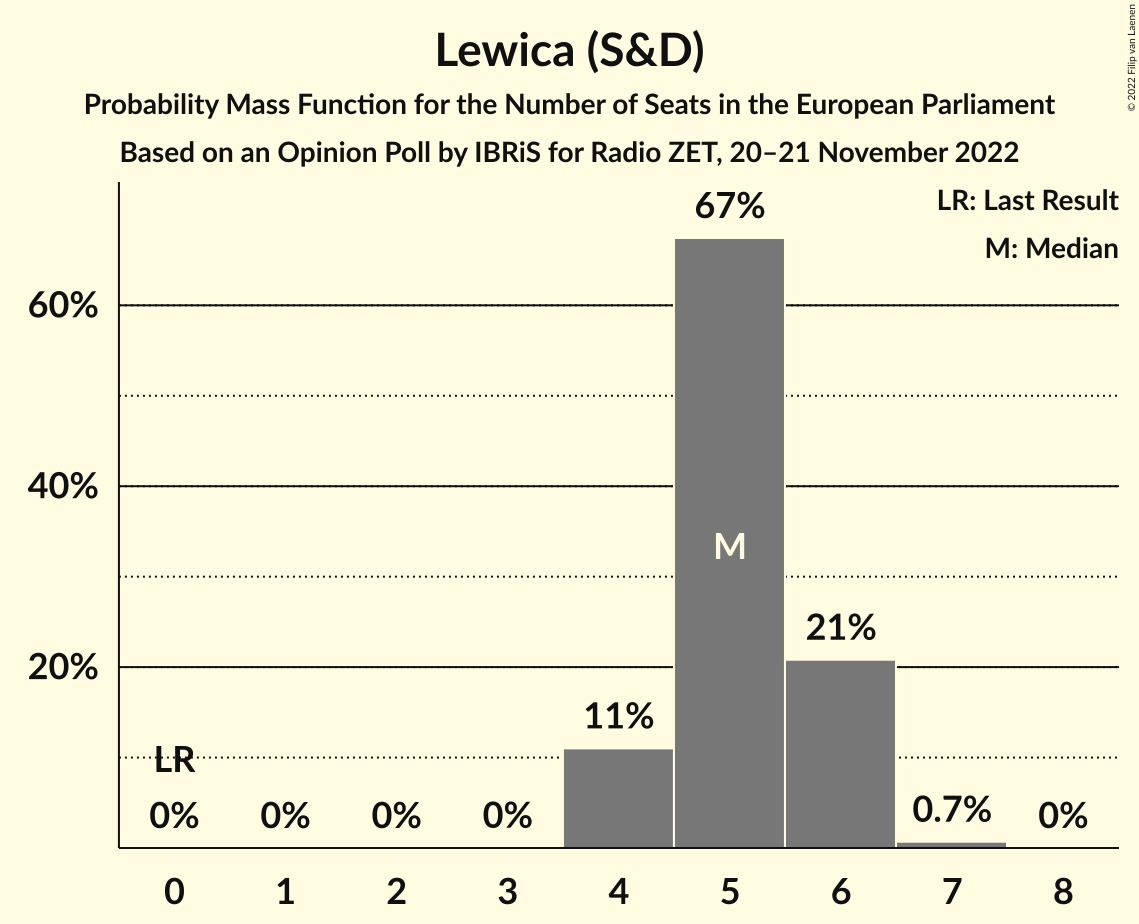 Lewica (S&D)
Probability Mass Function for the Number of Seats in the European Parliament
Based on an Opinion Poll by IBRiS for Radio ZET, 20–21 November 2022
© 2022 Filip van Laenen
LR: Last Result
M: Median
67%
60%
40%
M
21%
20%
11%
LR
0% 0% 0% 0% 0.7% 0%
0 1 2 3 4 5 6 7 8